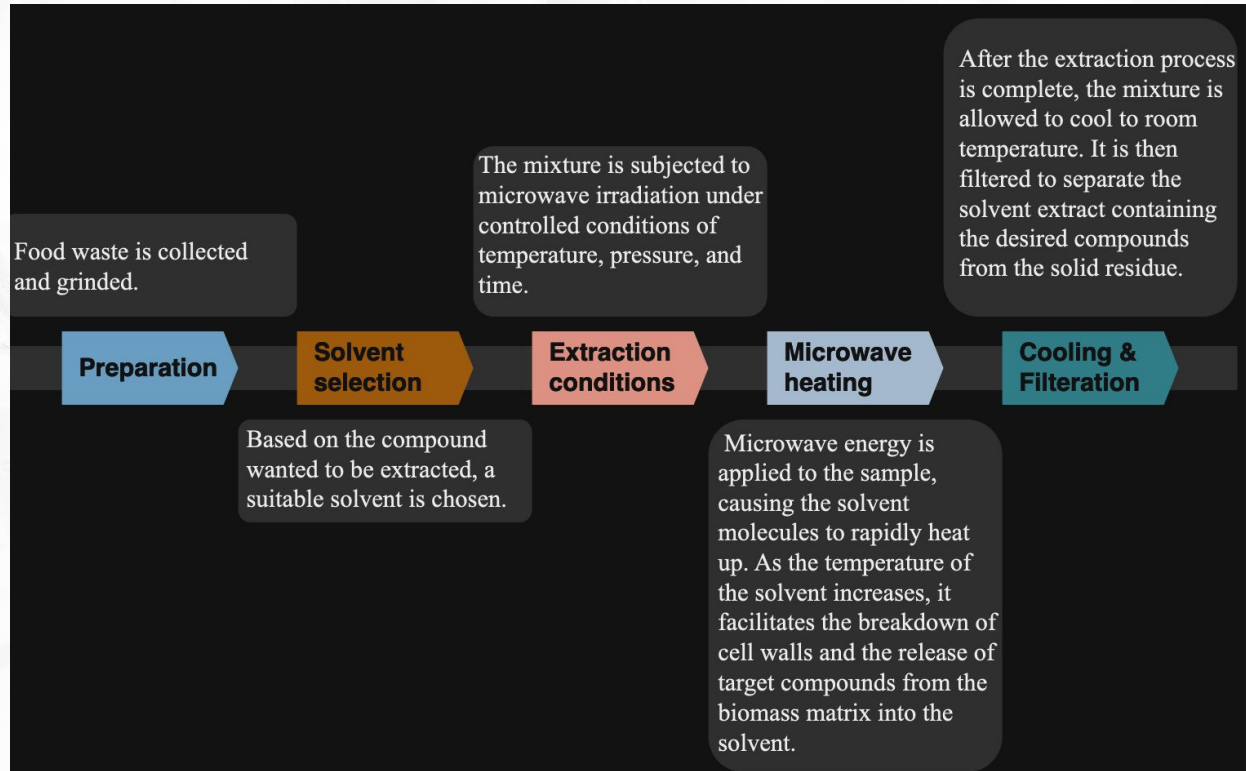 Food waste is collected
and grinded.
Preparation
Solvent
selection
Based on the compound
wanted to be extracted, a
suitable solvent is chosen.
The mixture is subjected to
microwave irradiation under
controlled conditions of
temperature, pressure, and
time.
Extraction
conditions
Microwave
heating
Microwave energy is
applied to the sample,
causing the solvent
molecules to rapidly heat
up. As the temperature of
the solvent increases, it
facilitates the breakdown of
cell walls and the release of
target compounds from the
biomass matrix into the
solvent.
After the extraction process
is complete, the mixture is
allowed to cool to room
temperature. It is then
filtered to separate the
solvent extract containing
the desired compounds
from the solid residue.
Cooling &
Filteration